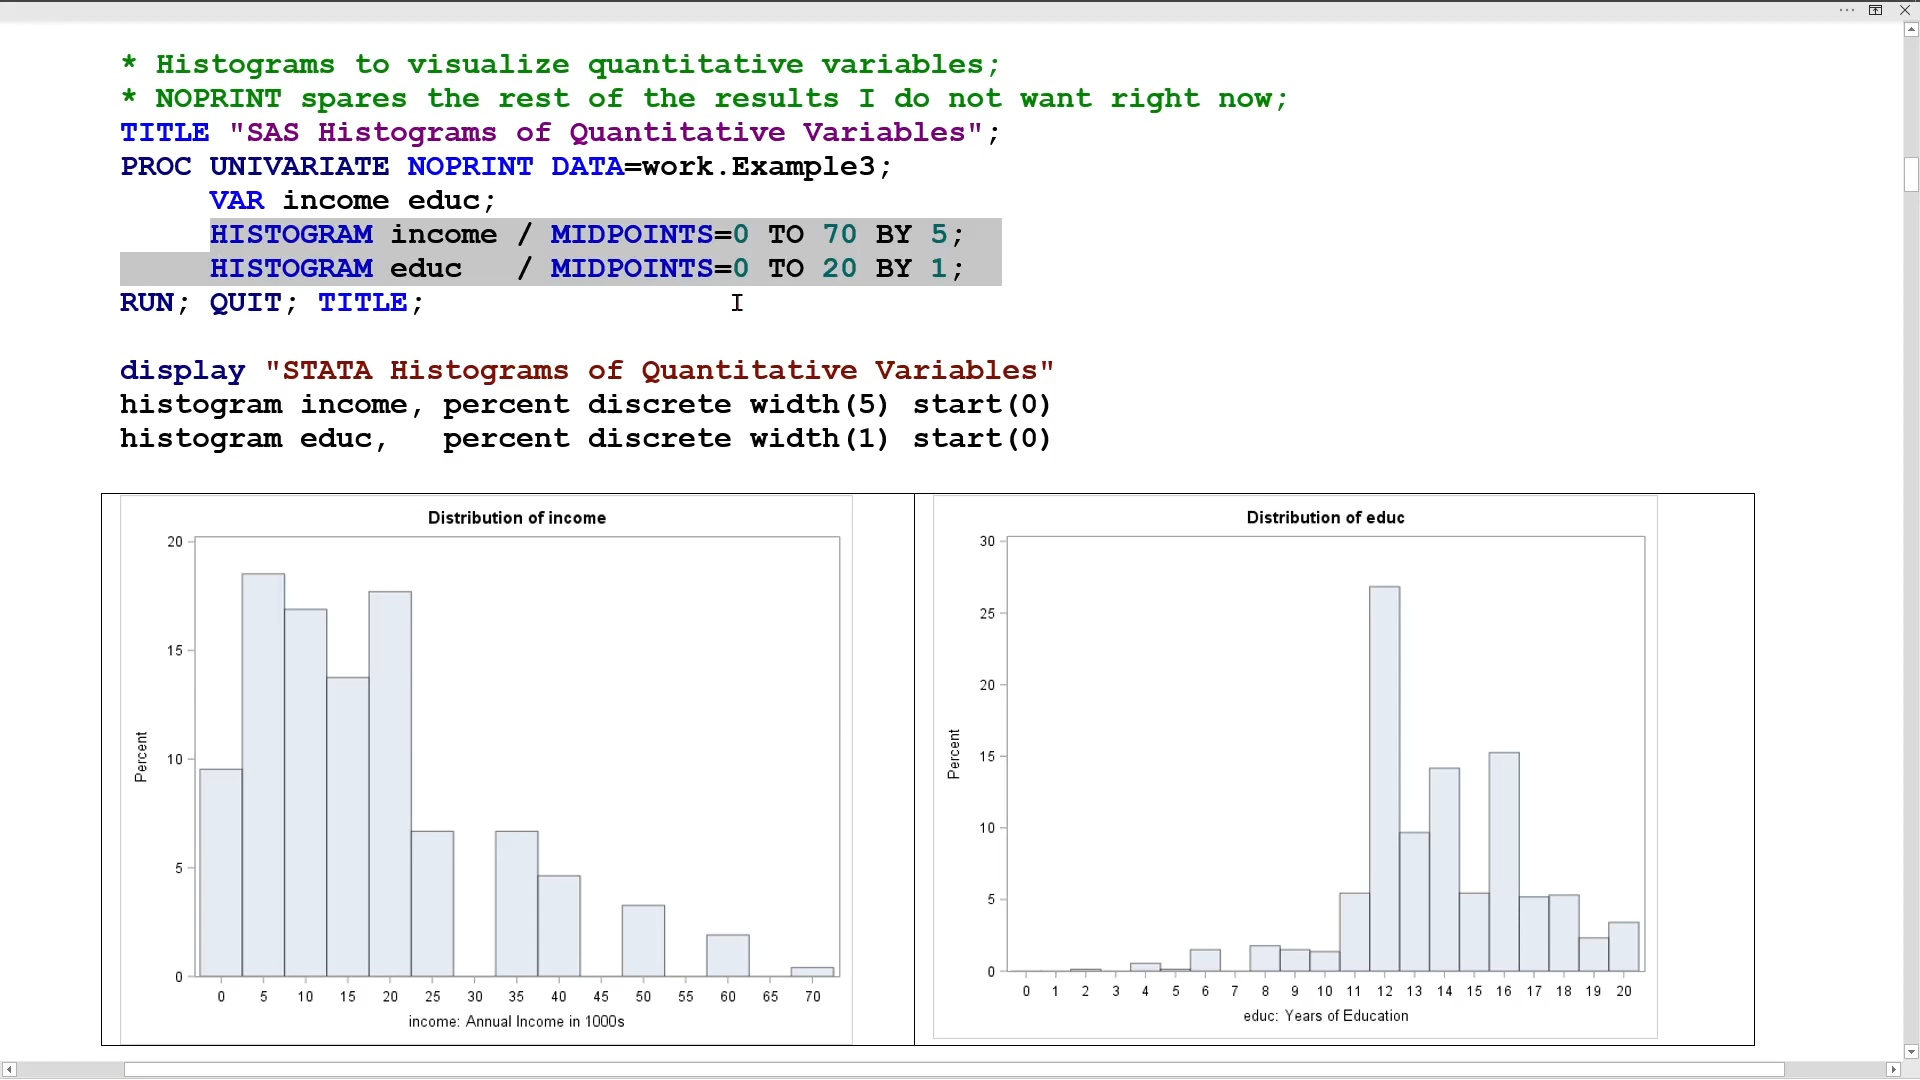 * Histograms to visualize quantitative variables;
* NOPRINT spares the rest of the results I do not want right now;
TITLE "SAS Histograms of Quantitative Variables";
PROC UNIVARIATE NOPRINT DATA=work.Example3;
VAR income educ;
HISTOGRAM income / MIDPOINTS=0 TO 70 BY 5;
HISTOGRAM educ / MIDPOINTS=0 TO 20 BY 1;
RUN; QUIT; TITLE;
display "STATA Histograms of Quantitative Variables"
histogram income, percent discrete width(5) start(0)
histogram educ, percent discrete width(1) start(0)
Distribution of income
20
15
10
5
0
Percent
0 5 10 15 20 25 30 35 40 45 50 55 60 65 70
income: Annual Income in 1000s
Distribution of educ
30
25
20
15
10
5
0
Percent
0 1 2 3 4 5 6 7 8 9 10 11 12 13 14 15 16 17 18 19 20
educ: Years of Education